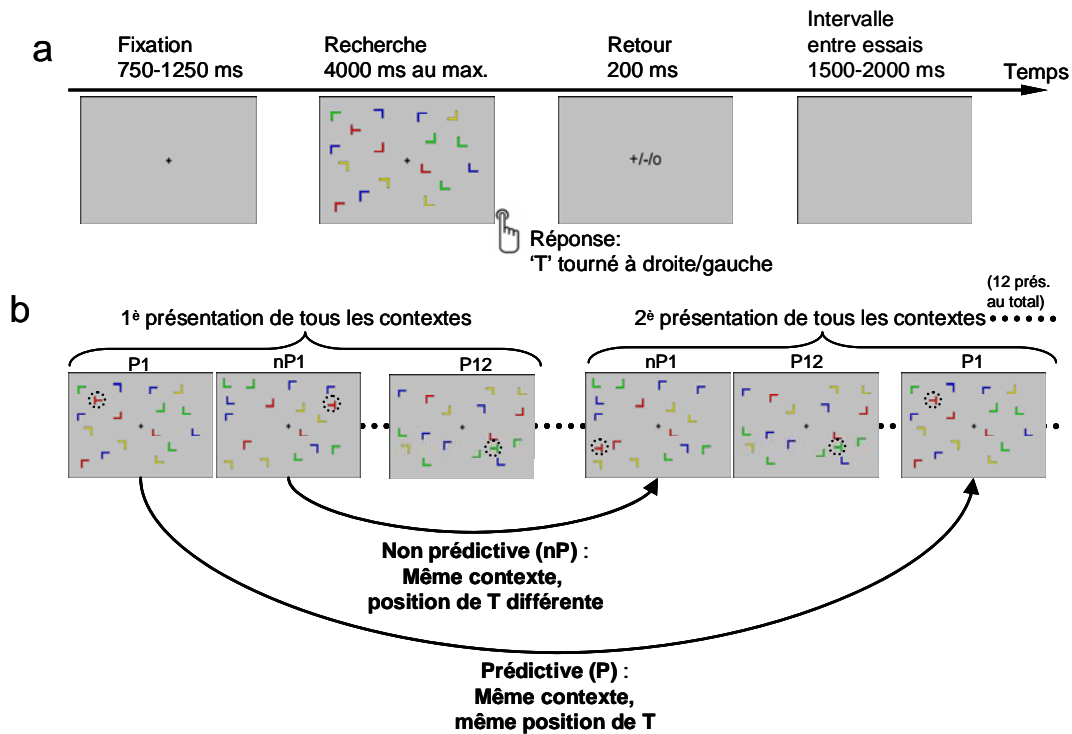 a
Fixation
750-1250 ms
Recherche
4000 ms au max.
Retour
200 ms
Intervalle
entre essais
1500-2000 ms
Temps
+/-/o
Réponse:
‘T’ tourné à droite/gauche
b
1è présentation de tous les contextes
2è présentation de tous les contextes
(12 prés.
au total)
P1
nP1
P12
nP1
P12
P1
Non prédictive (nP) :
Même contexte,
position de T différente
Prédictive (P) :
Même contexte,
même position de T